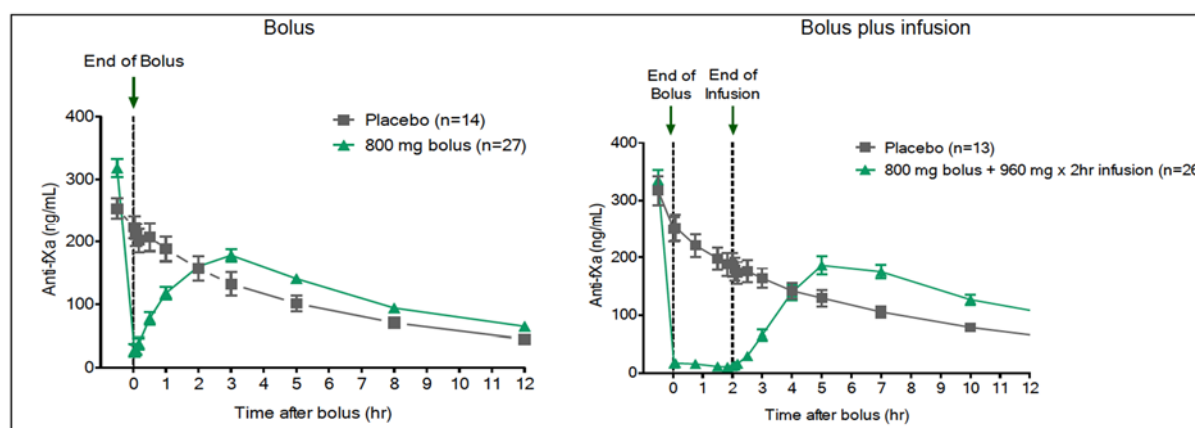 Bolus
End of Bolus
400
300
200
100
0
Anti-fXa (ng/mL)
Placebo (n=14)
800 mg bolus (n=27)
0 1 2 3 4 5 6 7 8 9 10 11 12
Time after bolus (hr)
Bolus plus infusion
End of
Bolus
End of
Infusion
400
300
200
100
0
Anti-fXa (ng/mL)
Placebo (n=13)
800 mg bolus + 960 mg x 2hr infusion (n=26
0 1 2 3 4 5 6 7 8 9 10 11 12
Time after bolus (hr)